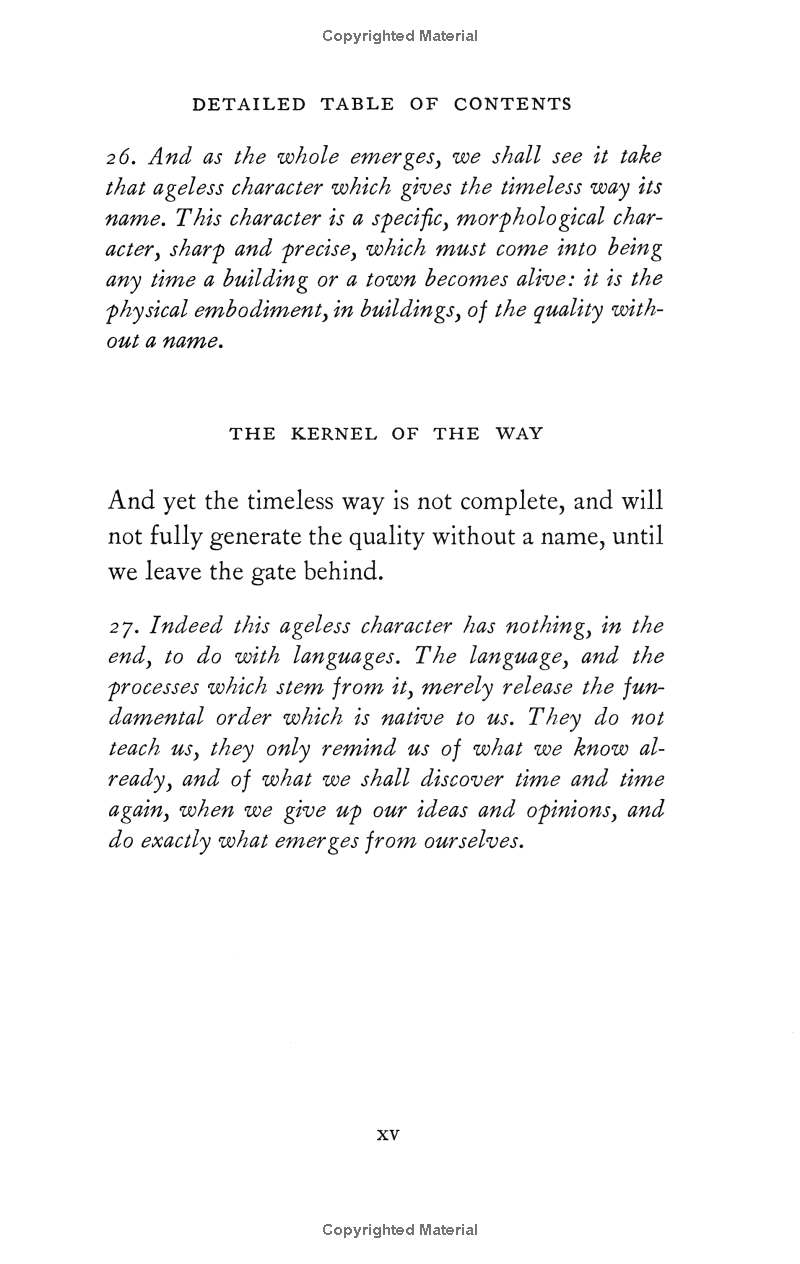 Copyrighted Material
DETAILED TABLE OF CONTENTS
26. And as the whole emerges, we shall see it take
that ageless character which gives the timeless way its
name. This character is a specific, morphological char-
acter, sharp and precise, which must come into being
any time a building or a town becomes alive: it is the
physical embodiment, in buildings, of the quality with-
out a name.
THE KERNEL OF THE WAY
And yet the timeless way is not complete, and will
not fully generate the quality without a name, until
we leave the gate behind.
27. Indeed this ageless character has nothing, in the
end, to do with languages. The language, and the
processes which stem from it, merely release the fun-
damental order which is native to us. They do not
teach us, they only remind us of what we know al-
ready, and of what we shall discover time and time
again, when we give up our ideas and opinions, and
do exactly what emerges from ourselves.
xv
Copyrighted Material